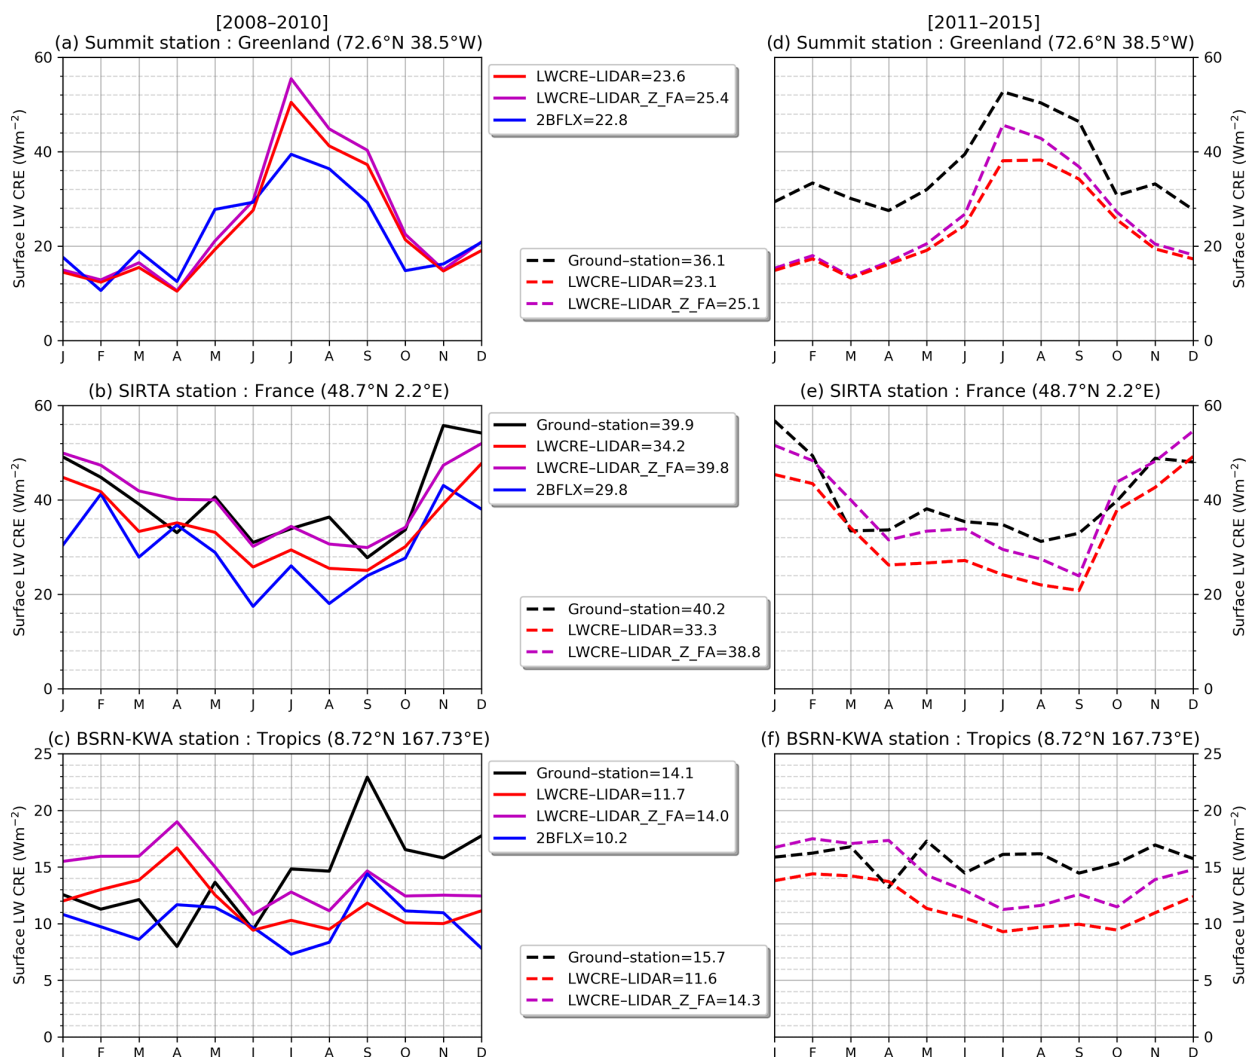 [2008–2010]
(a) Summit station : Greenland (72.6°N 38.5°W)
Surface LW CRE (Wm⁻²)
60
40
20
0
J F M A M J J A S O N D
LWCRE–LIDAR=23.6
LWCRE–LIDAR_Z_FA=25.4
2BFLX=22.8
[2011–2015]
(d) Summit station : Greenland (72.6°N 38.5°W)
Ground–station=36.1
LWCRE–LIDAR=23.1
LWCRE–LIDAR_Z_FA=25.1
60
40
20
0
Surface LW CRE (Wm⁻²)
J F M A M J J A S O N D
(b) SIRTA station : France (48.7°N 2.2°E)
Surface LW CRE (Wm⁻²)
60
40
20
0
J F M A M J J A S O N D
Ground–station=39.9
LWCRE–LIDAR=34.2
LWCRE–LIDAR_Z_FA=39.8
2BFLX=29.8
(e) SIRTA station : France (48.7°N 2.2°E)
Ground–station=40.2
LWCRE–LIDAR=33.3
LWCRE–LIDAR_Z_FA=38.8
60
40
20
0
Surface LW CRE (Wm⁻²)
J F M A M J J A S O N D
(c) BSRN-KWA station : Tropics (8.72°N 167.73°E)
Surface LW CRE (Wm⁻²)
25
20
15
10
5
0
J F M A M J J A S O N D
Ground–station=14.1
LWCRE–LIDAR=11.7
LWCRE–LIDAR_Z_FA=14.0
2BFLX=10.2
(f) BSRN-KWA station : Tropics (8.72°N 167.73°E)
Ground–station=15.7
LWCRE–LIDAR=11.6
LWCRE–LIDAR_Z_FA=14.3
25
20
15
10
5
0
Surface LW CRE (Wm⁻²)
J F M A M J J A S O N D